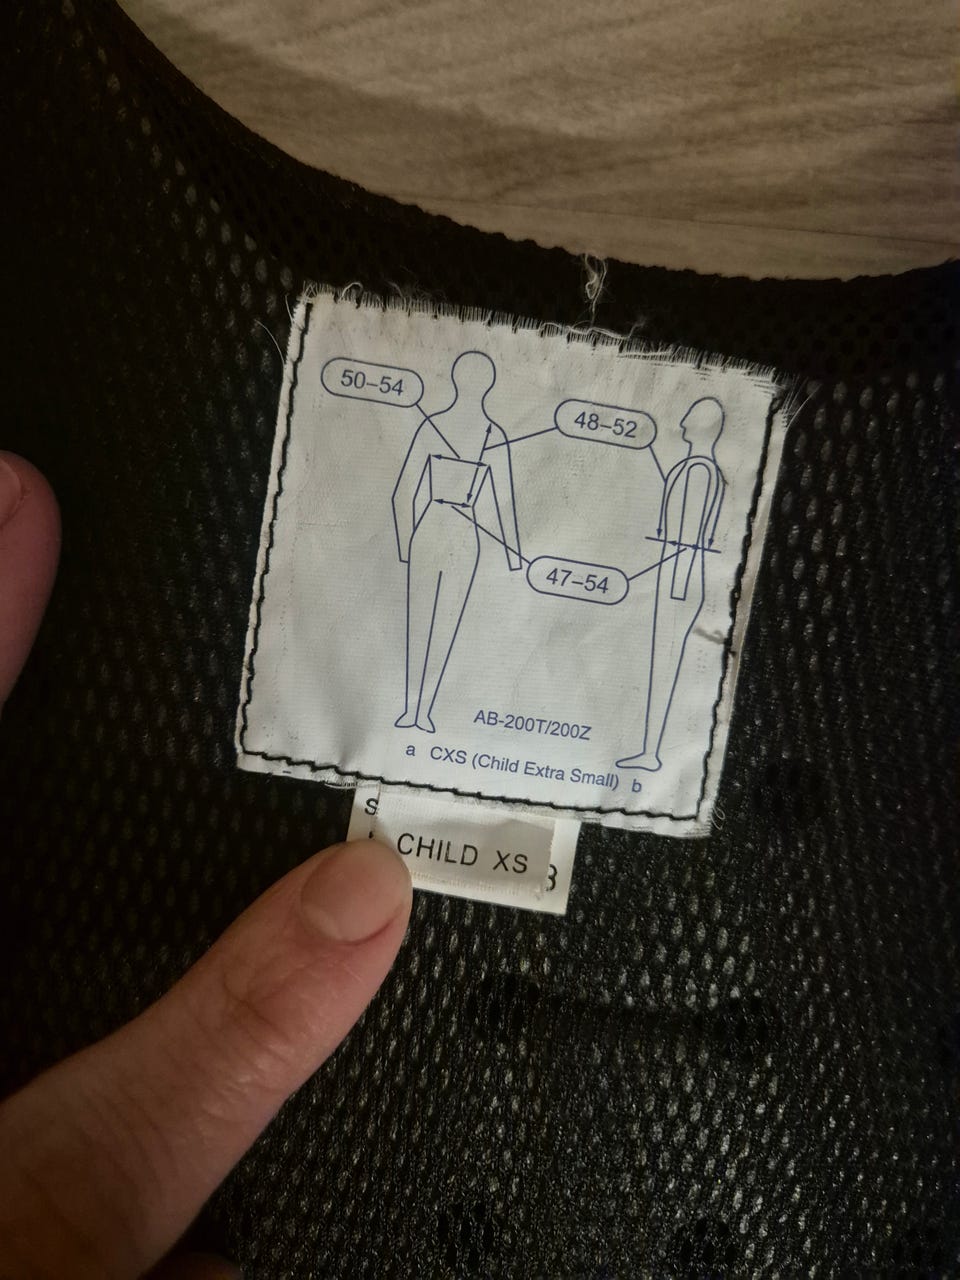 50–54
48–52
47–54
AB-200T/200Z
a CXS (Child Extra Small) b
CHILD XS